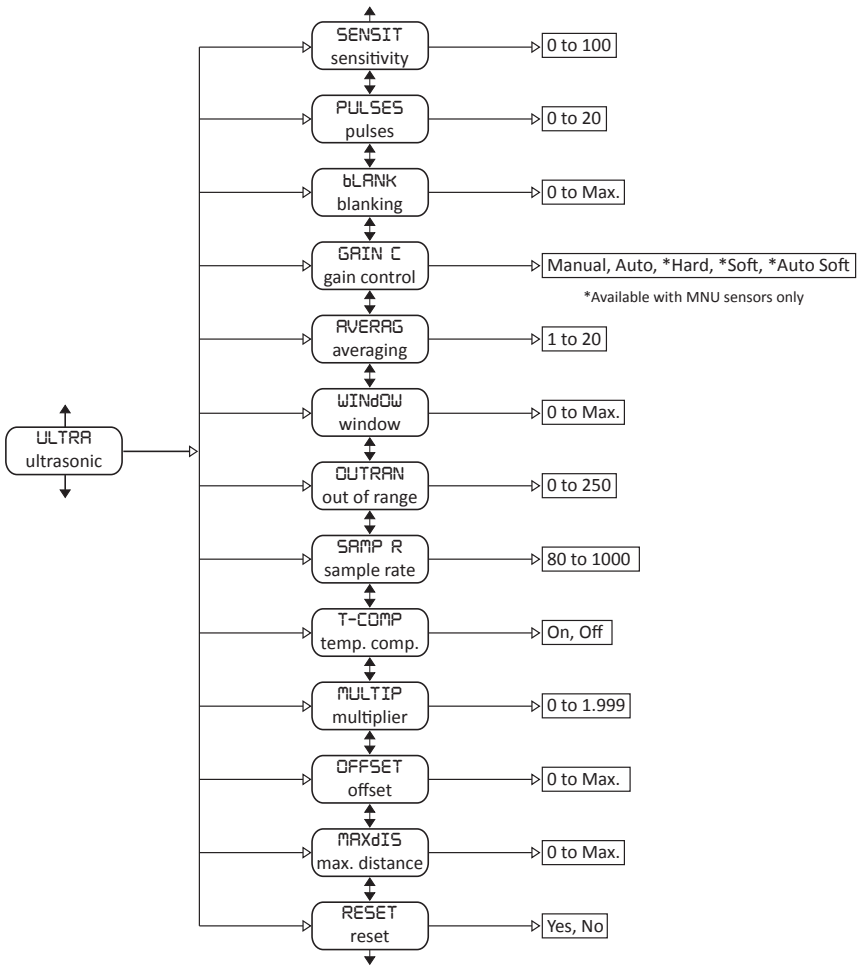 SENSIT
sensitivity
0 to 100
PULSES
pulses
0 to 20
bLANK
blanking
0 to Max.
GAIN C
gain control
Manual, Auto, *Hard, *Soft, *Auto Soft
*Available with MNU sensors only
AVERAG
averaging
1 to 20
WINdOW
window
0 to Max.
ULTRA
ultrasonic
OUTRAN
out of range
0 to 250
SAMP R
sample rate
80 to 1000
T-COMP
temp. comp.
On, Off
MULTIP
multiplier
0 to 1.999
OFFSET
offset
0 to Max.
MAXdIS
max. distance
0 to Max.
RESET
reset
Yes, No